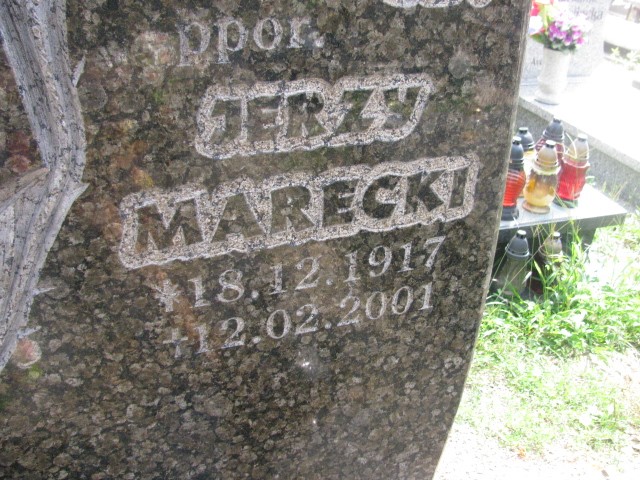 ppor.
JERZY
MARECKI
*18.12.1917
+12.02.2001